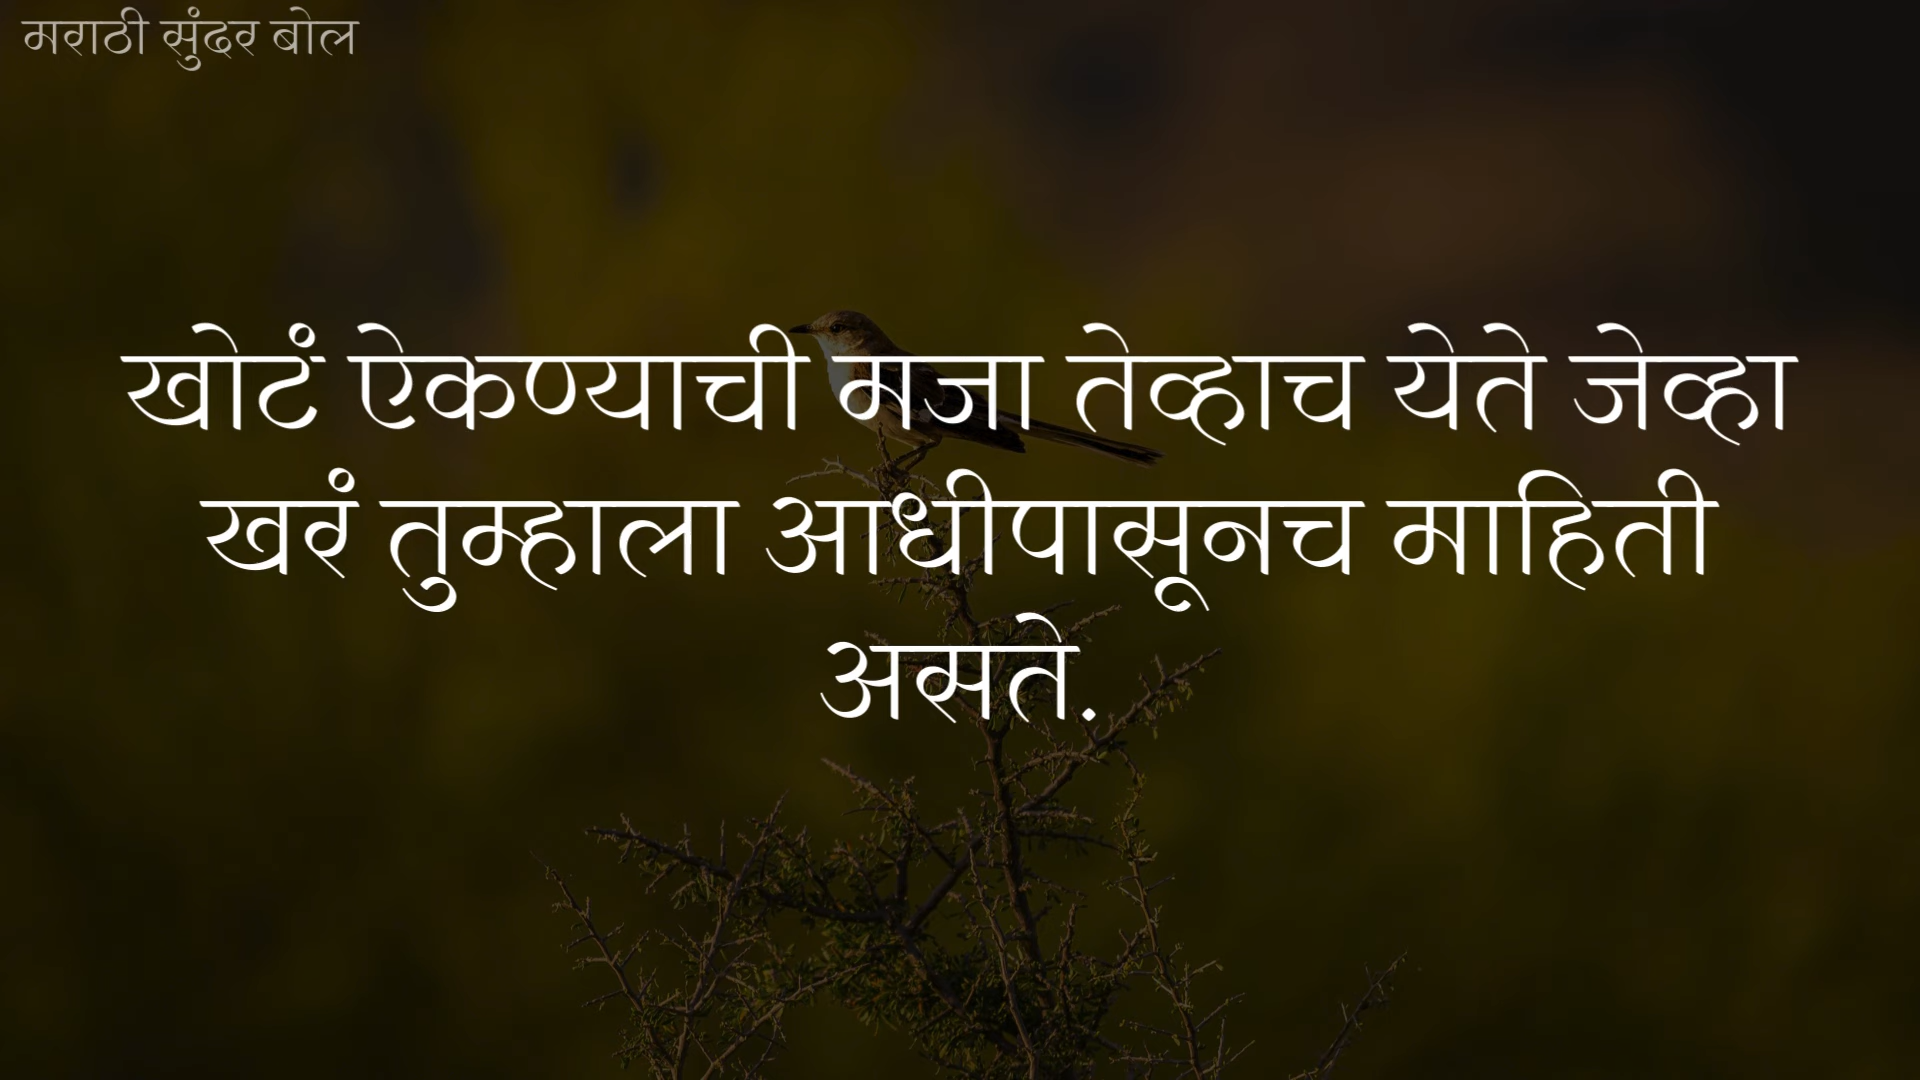 मराठी सुंदर बोल
खोटं ऐकण्याची मजा तेव्हाच येते जेव्हा
खरं तुम्हाला आधीपासूनच माहिती
असते.